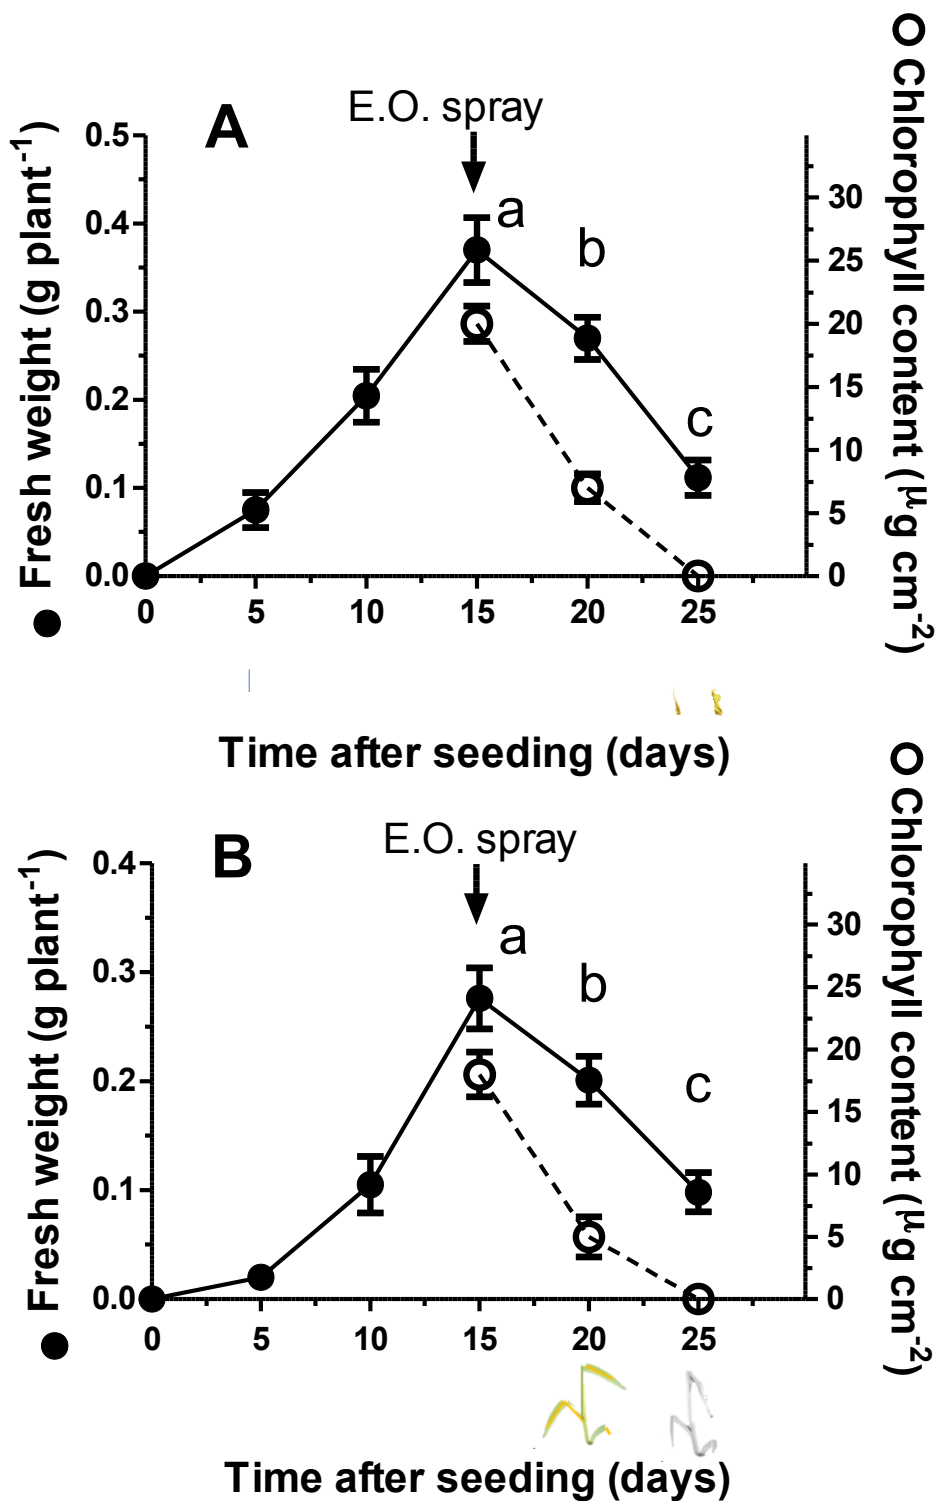 A
E.O. spray
Fresh weight (g plant-1)
Chlorophyll content (μg cm-2)
0.5
0.4
0.3
0.2
0.1
0.0
30
25
20
15
10
5
0
a
b
c
0 5 10 15 20 25
Time after seeding (days)
B
E.O. spray
Fresh weight (g plant-1)
Chlorophyll content (μg cm-2)
0.4
0.3
0.2
0.1
0.0
30
25
20
15
10
5
0
a
b
c
0 5 10 15 20 25
Time after seeding (days)